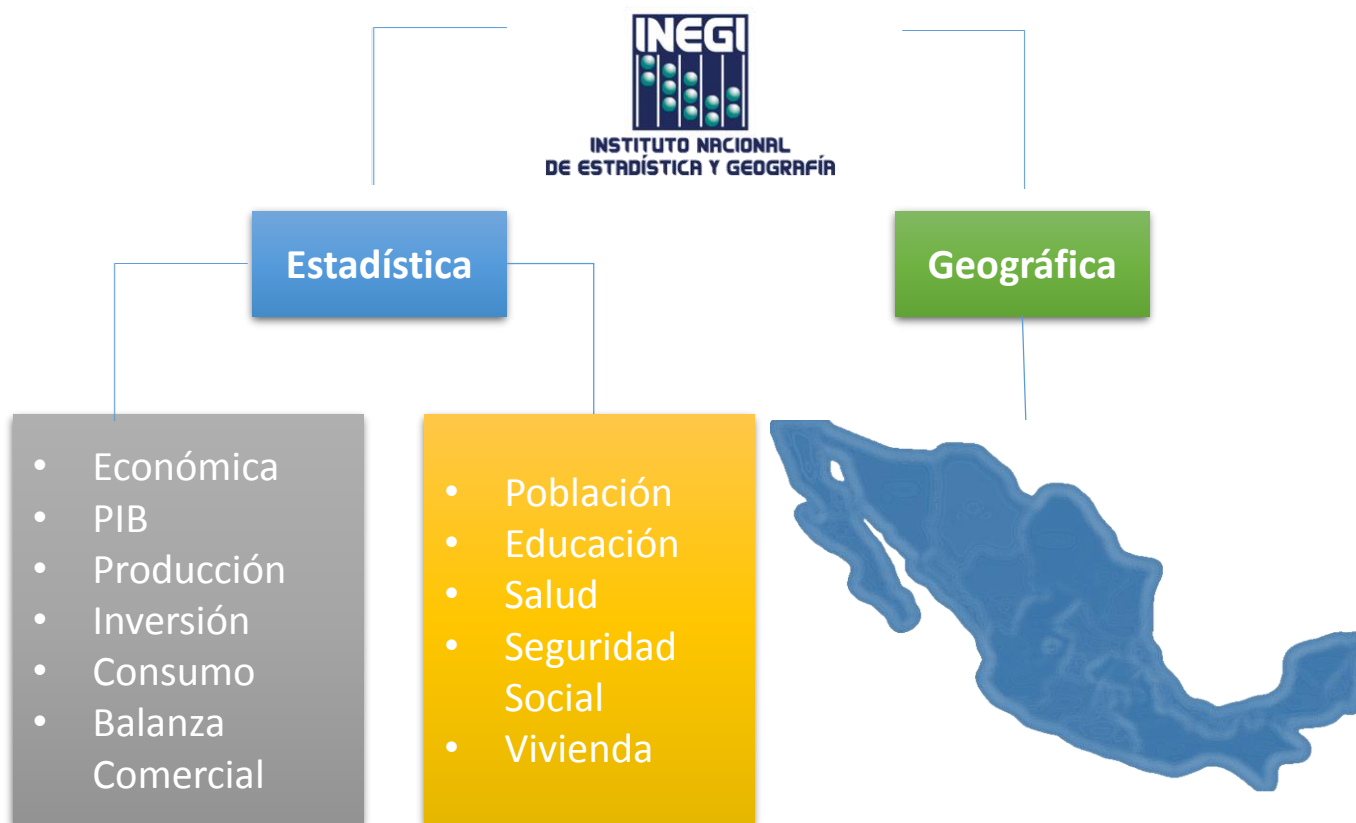 INEGI
INSTITUTO NACIONAL
DE ESTADÍSTICA Y GEOGRAFÍA
Estadística
Geográfica
• Económica
• PIB
• Producción
• Inversión
• Consumo
• Balanza
Comercial
• Población
• Educación
• Salud
• Seguridad
Social
• Vivienda